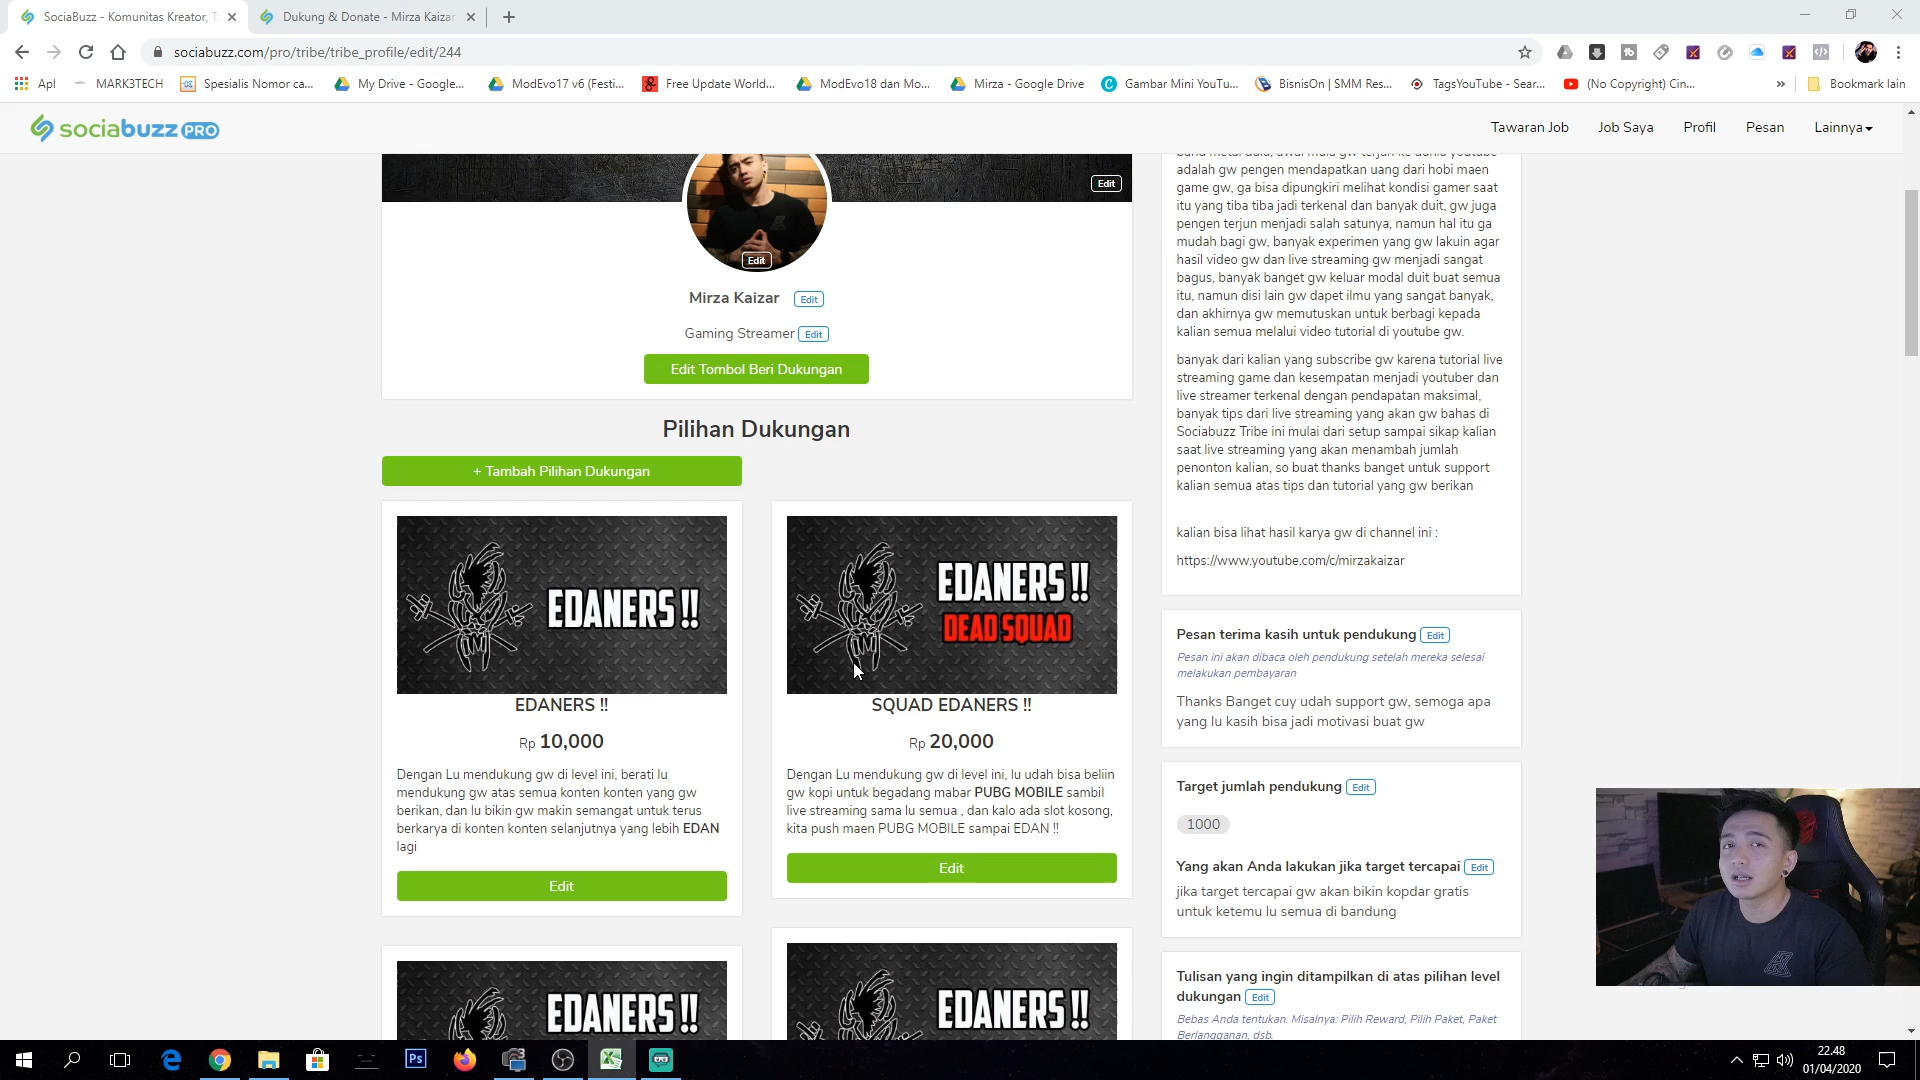 SociaBuzz - Komunitas Kreator, T
Dukung & Donate - Mirza Kaizar
sociabuzz.com/pro/tribe/tribe_profile/edit/244
Apl
MARK3TECH
Spesialis Nomor ca...
My Drive - Google...
ModEvo17 v6 (Festi...
Free Update World...
ModEvo18 dan Mo...
Mirza - Google Drive
Gambar Mini YouTu...
BisnisOn | SMM Res...
TagsYouTube - Sear...
(No Copyright) Cin...
»
Bookmark lain
sociabuzz PRO
Tawaran Job
Job Saya
Profil
Pesan
Lainnya
Edit
Edit
Mirza Kaizar Edit
Gaming Streamer Edit
Edit Tombol Beri Dukungan
Pilihan Dukungan
+ Tambah Pilihan Dukungan
EDANERS !!
EDANERS !!
Rp 10,000
Dengan Lu mendukung gw di level ini, berati lu
mendukung gw atas semua konten konten yang gw
berikan, dan lu bikin gw makin semangat untuk terus
berkarya di konten konten selanjutnya yang lebih EDAN
lagi
Edit
EDANERS !!
DEAD SQUAD
SQUAD EDANERS !!
Rp 20,000
Dengan Lu mendukung gw di level ini, lu udah bisa beliin
gw kopi untuk begadang mabar PUBG MOBILE sambil
live streaming sama lu semua , dan kalo ada slot kosong,
kita push maen PUBG MOBILE sampai EDAN !!
Edit
EDANERS !!
EDANERS !!
adalah gw pengen mendapatkan uang dari hobi maen
game gw, ga bisa dipungkiri melihat kondisi gamer saat
itu yang tiba tiba jadi terkenal dan banyak duit, gw juga
pengen terjun menjadi salah satunya, namun hal itu ga
mudah bagi gw, banyak experimen yang gw lakuin agar
hasil video gw dan live streaming gw menjadi sangat
bagus, banyak banget gw keluar modal duit buat semua
itu, namun disi lain gw dapet ilmu yang sangat banyak,
dan akhirnya gw memutuskan untuk berbagi kepada
kalian semua melalui video tutorial di youtube gw.
banyak dari kalian yang subscribe gw karena tutorial live
streaming game dan kesempatan menjadi youtuber dan
live streamer terkenal dengan pendapatan maksimal,
banyak tips dari live streaming yang akan gw bahas di
Sociabuzz Tribe ini mulai dari setup sampai sikap kalian
saat live streaming yang akan menambah jumlah
penonton kalian, so buat thanks banget untuk support
kalian semua atas tips dan tutorial yang gw berikan
kalian bisa lihat hasil karya gw di channel ini :
https://www.youtube.com/c/mirzakaizar
Pesan terima kasih untuk pendukung Edit
Pesan ini akan dibaca oleh pendukung setelah mereka selesai
melakukan pembayaran
Thanks Banget cuy udah support gw, semoga apa
yang lu kasih bisa jadi motivasi buat gw
Target jumlah pendukung Edit
1000
Yang akan Anda lakukan jika target tercapai Edit
jika target tercapai gw akan bikin kopdar gratis
untuk ketemu lu semua di bandung
Tulisan yang ingin ditampilkan di atas pilihan level
dukungan Edit
Bebas Anda tentukan. Misalnya: Pilih Reward, Pilih Paket, Paket
Berlangganan, dsb.
Ps
22.48
01/04/2020